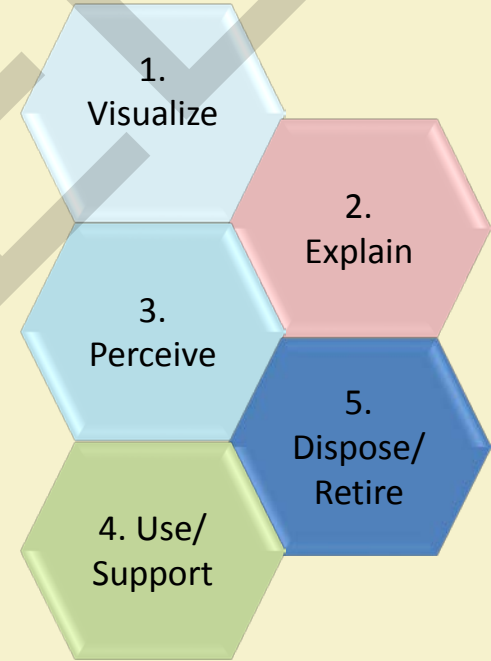 1.
Visualize
2.
Explain
3.
Perceive
5.
Dispose/
Retire
4. Use/
Support